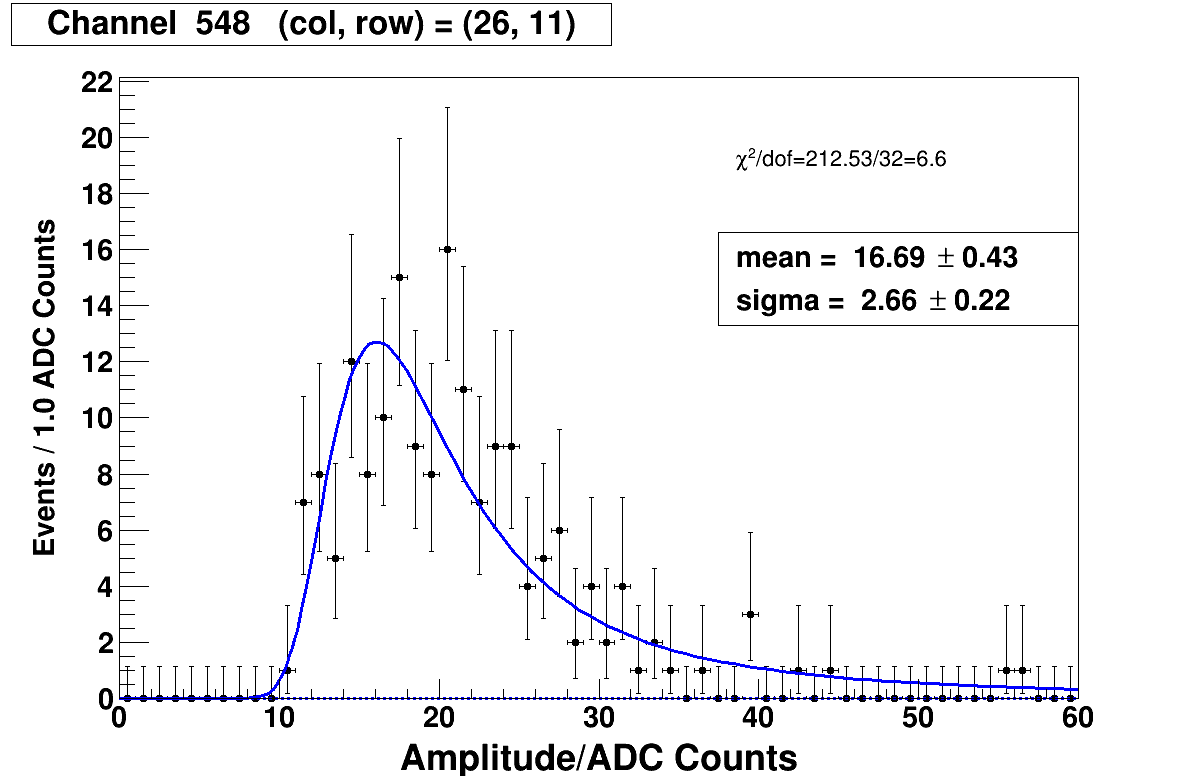 Channel 548 (col, row) = (26, 11)
22
20
18
16
14
12
10
8
6
4
2
0
Events / 1.0 ADC Counts
χ²/dof=212.53/32=6.6
mean = 16.69 ± 0.43
sigma = 2.66 ± 0.22
0 10 20 30 40 50 60
Amplitude/ADC Counts